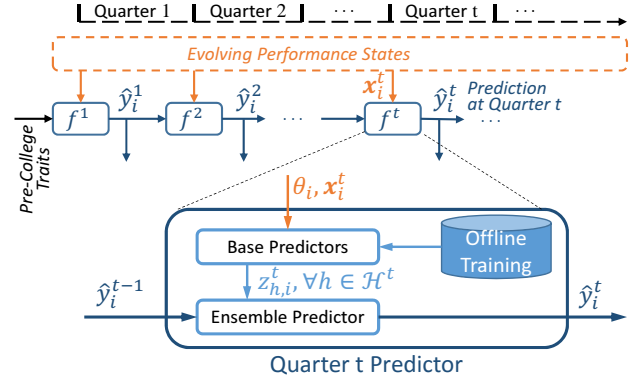 Quarter 1 Quarter 2 ··· Quarter t
Evolving Performance States
x_i^t
f^1 ŷ_i^1 f^2 ŷ_i^2 ··· f^t ŷ_i^t Prediction
at Quarter t
···
Pre-College
Traits
θ_i, x_i^t
Base Predictors
Offline
Training
z_{h,i}^t, ∀h ∈ ℋ^t
ŷ_i^{t−1} Ensemble Predictor ŷ_i^t
Quarter t Predictor